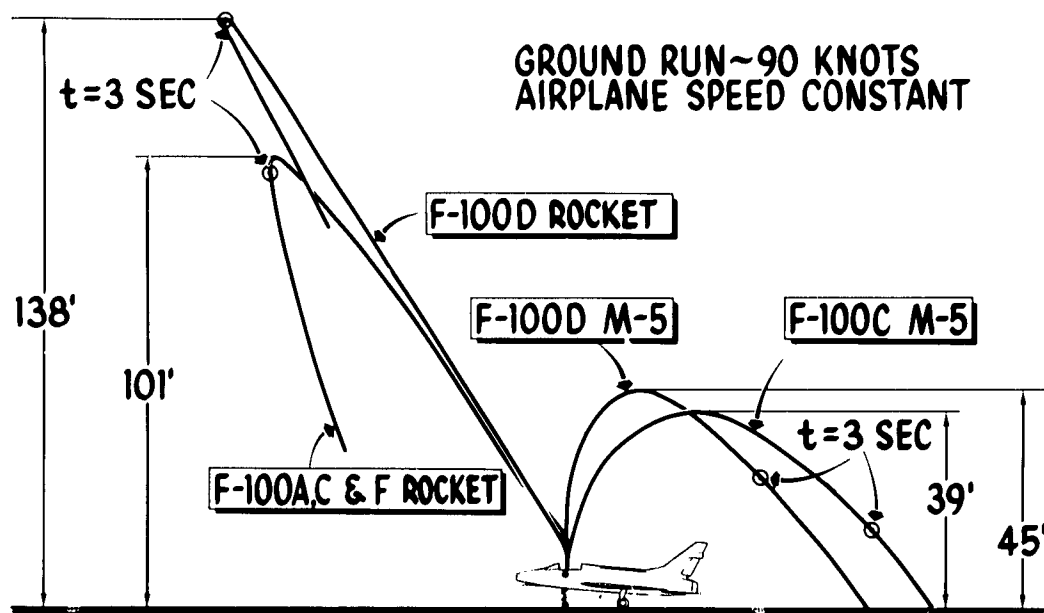 GROUND RUN~90 KNOTS
AIRPLANE SPEED CONSTANT
t=3 SEC
F-100D ROCKET
138'
F-100D M-5
F-100C M-5
101'
t=3 SEC
F-100A,C & F ROCKET
39'
45'